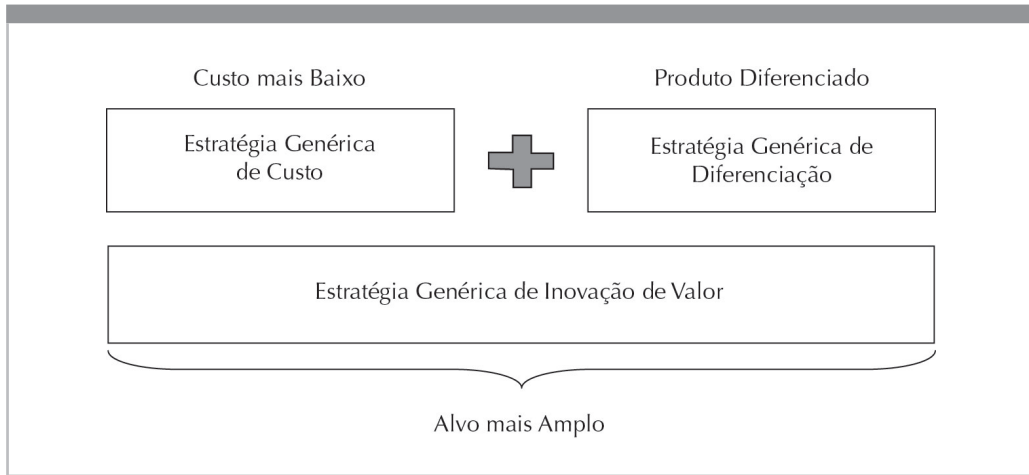 Custo mais Baixo
Produto Diferenciado
Estratégia Genérica
de Custo
Estratégia Genérica de
Diferenciação
Estratégia Genérica de Inovação de Valor
Alvo mais Amplo